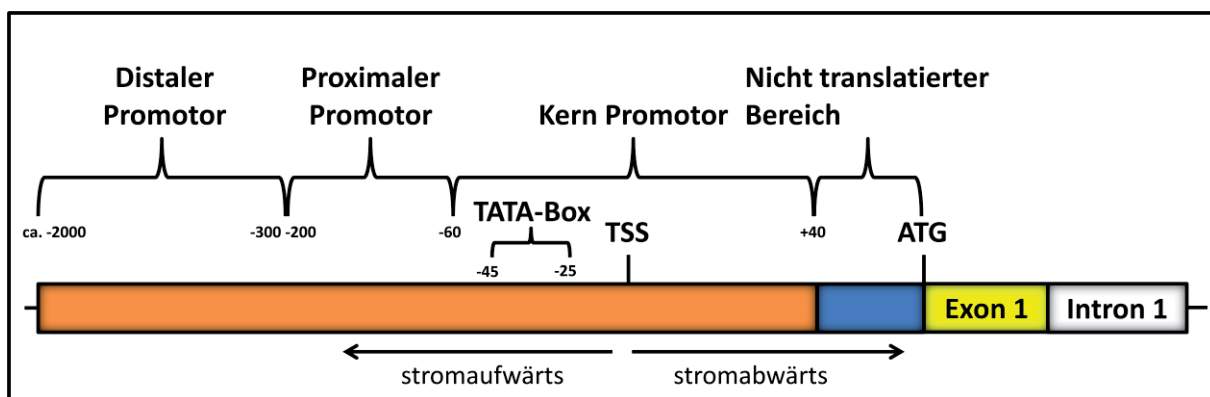 Distaler
Promotor
Proximaler
Promotor
Kern Promotor
Nicht translatierter
Bereich
ca. -2000
-300 -200
-60
TATA-Box
-45
-25
TSS
+40
ATG
Exon 1
Intron 1
stromaufwärts
stromabwärts